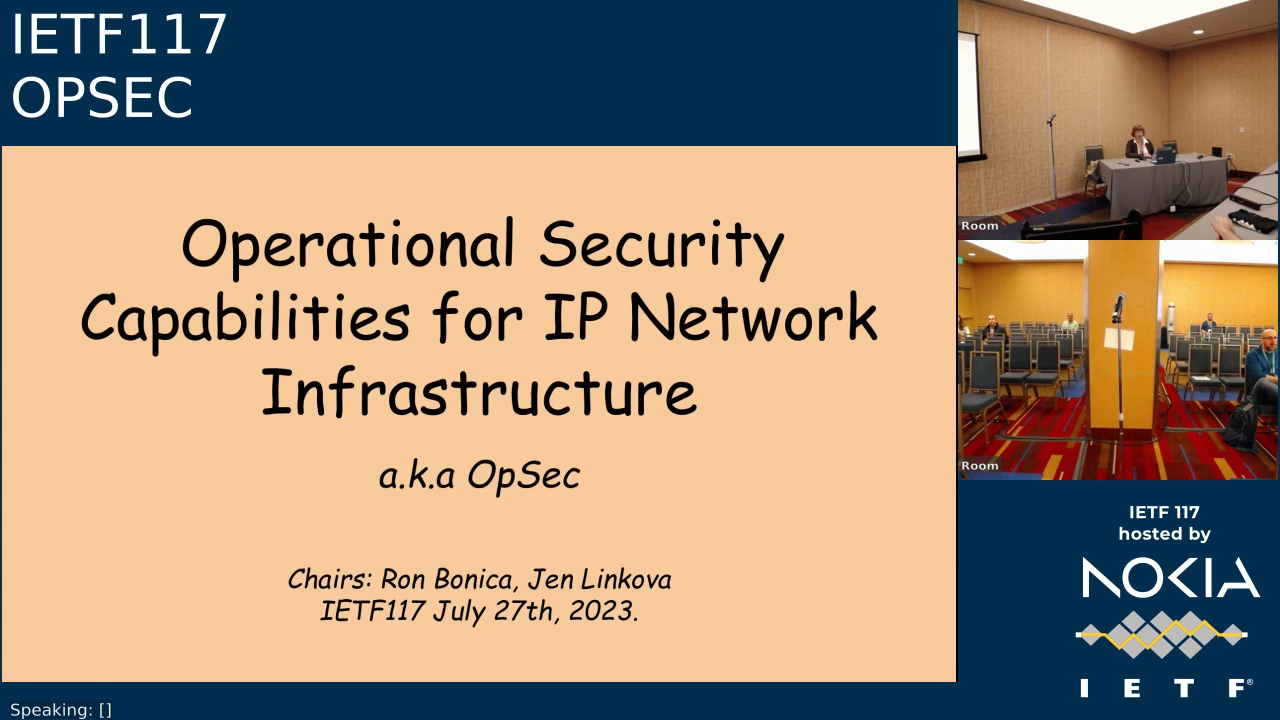 IETF117
OPSEC
Operational Security
Capabilities for IP Network
Infrastructure
a.k.a OpSec
Chairs: Ron Bonica, Jen Linkova
IETF117 July 27th, 2023.
Room
Room
IETF 117
hosted by
NOKIA
I E T F®
Speaking: []